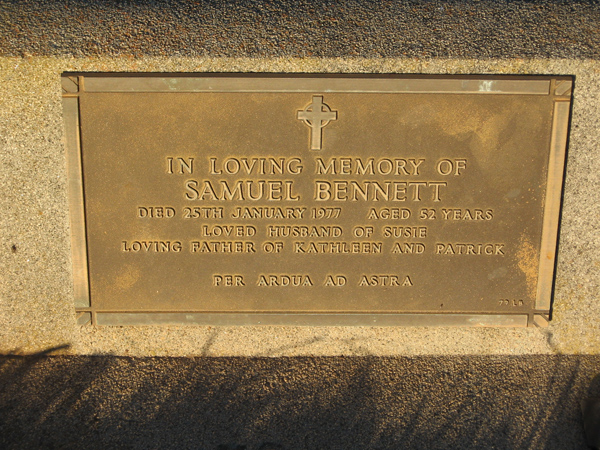 IN LOVING MEMORY OF
SAMUEL BENNETT
DIED 25TH JANUARY 1977 AGED 52 YEARS
LOVED HUSBAND OF SUSIE
LOVING FATHER OF KATHLEEN AND PATRICK
PER ARDUA AD ASTRA